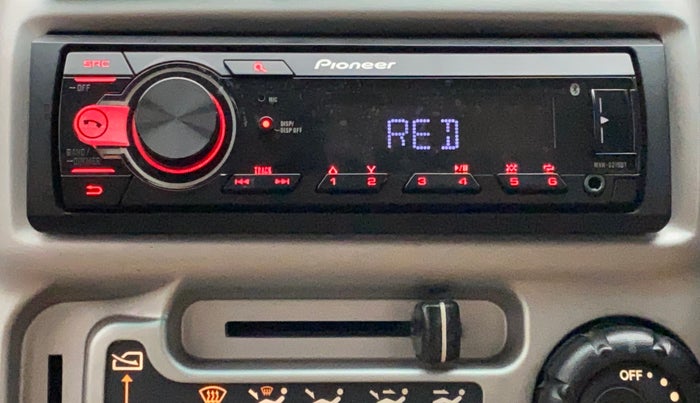 SRC
Pioneer
OFF
MIC
DISP/
DISP OFF
RED
BAND/
DIMMER
TRACK
1 2 3 4 5 6
OFF